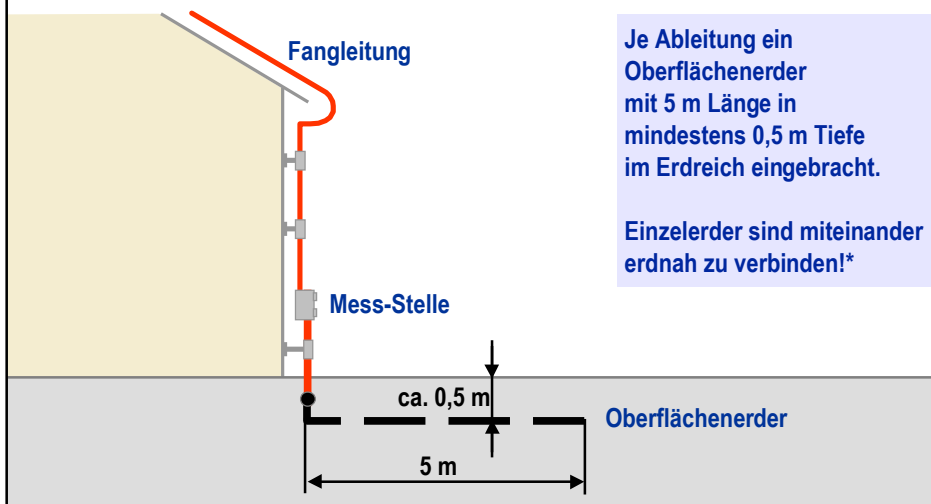 Fangleitung
Je Ableitung ein
Oberflächenerder
mit 5 m Länge in
mindestens 0,5 m Tiefe
im Erdreich eingebracht.
Einzelerder sind miteinander
erdnah zu verbinden!*
Mess-Stelle
ca. 0,5 m
Oberflächenerder
5 m